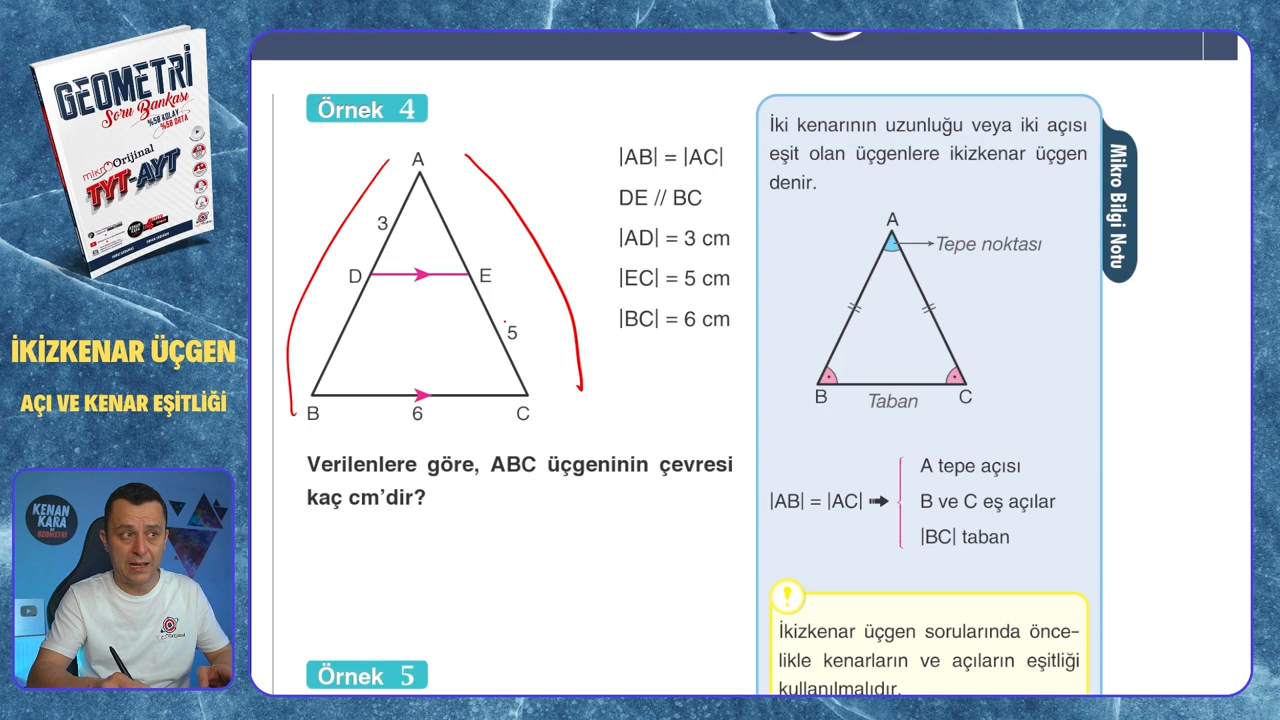 GEOMETRİ
Soru Bankası
%50 KOLAY
%50 ORTA
mikro Orijinal
TYT-AYT
İKİZKENAR ÜÇGEN
AÇI VE KENAR EŞİTLİĞİ
KENAN
KARA
GEOMETRİ
Örnek 4
A
3
D
E
5
B
6
C
|AB| = |AC|
DE // BC
|AD| = 3 cm
|EC| = 5 cm
|BC| = 6 cm
Verilenlere göre, ABC üçgeninin çevresi
kaç cm'dir?
Örnek 5
İki kenarının uzunluğu veya iki açısı
eşit olan üçgenlere ikizkenar üçgen
denir.
Mikro Bilgi Notu
A
Tepe noktası
B
Taban
C
|AB| = |AC| ➡
A tepe açısı
B ve C eş açılar
|BC| taban
!
İkizkenar üçgen sorularında önce-
likle kenarların ve açıların eşitliği
kullanılmalıdır.